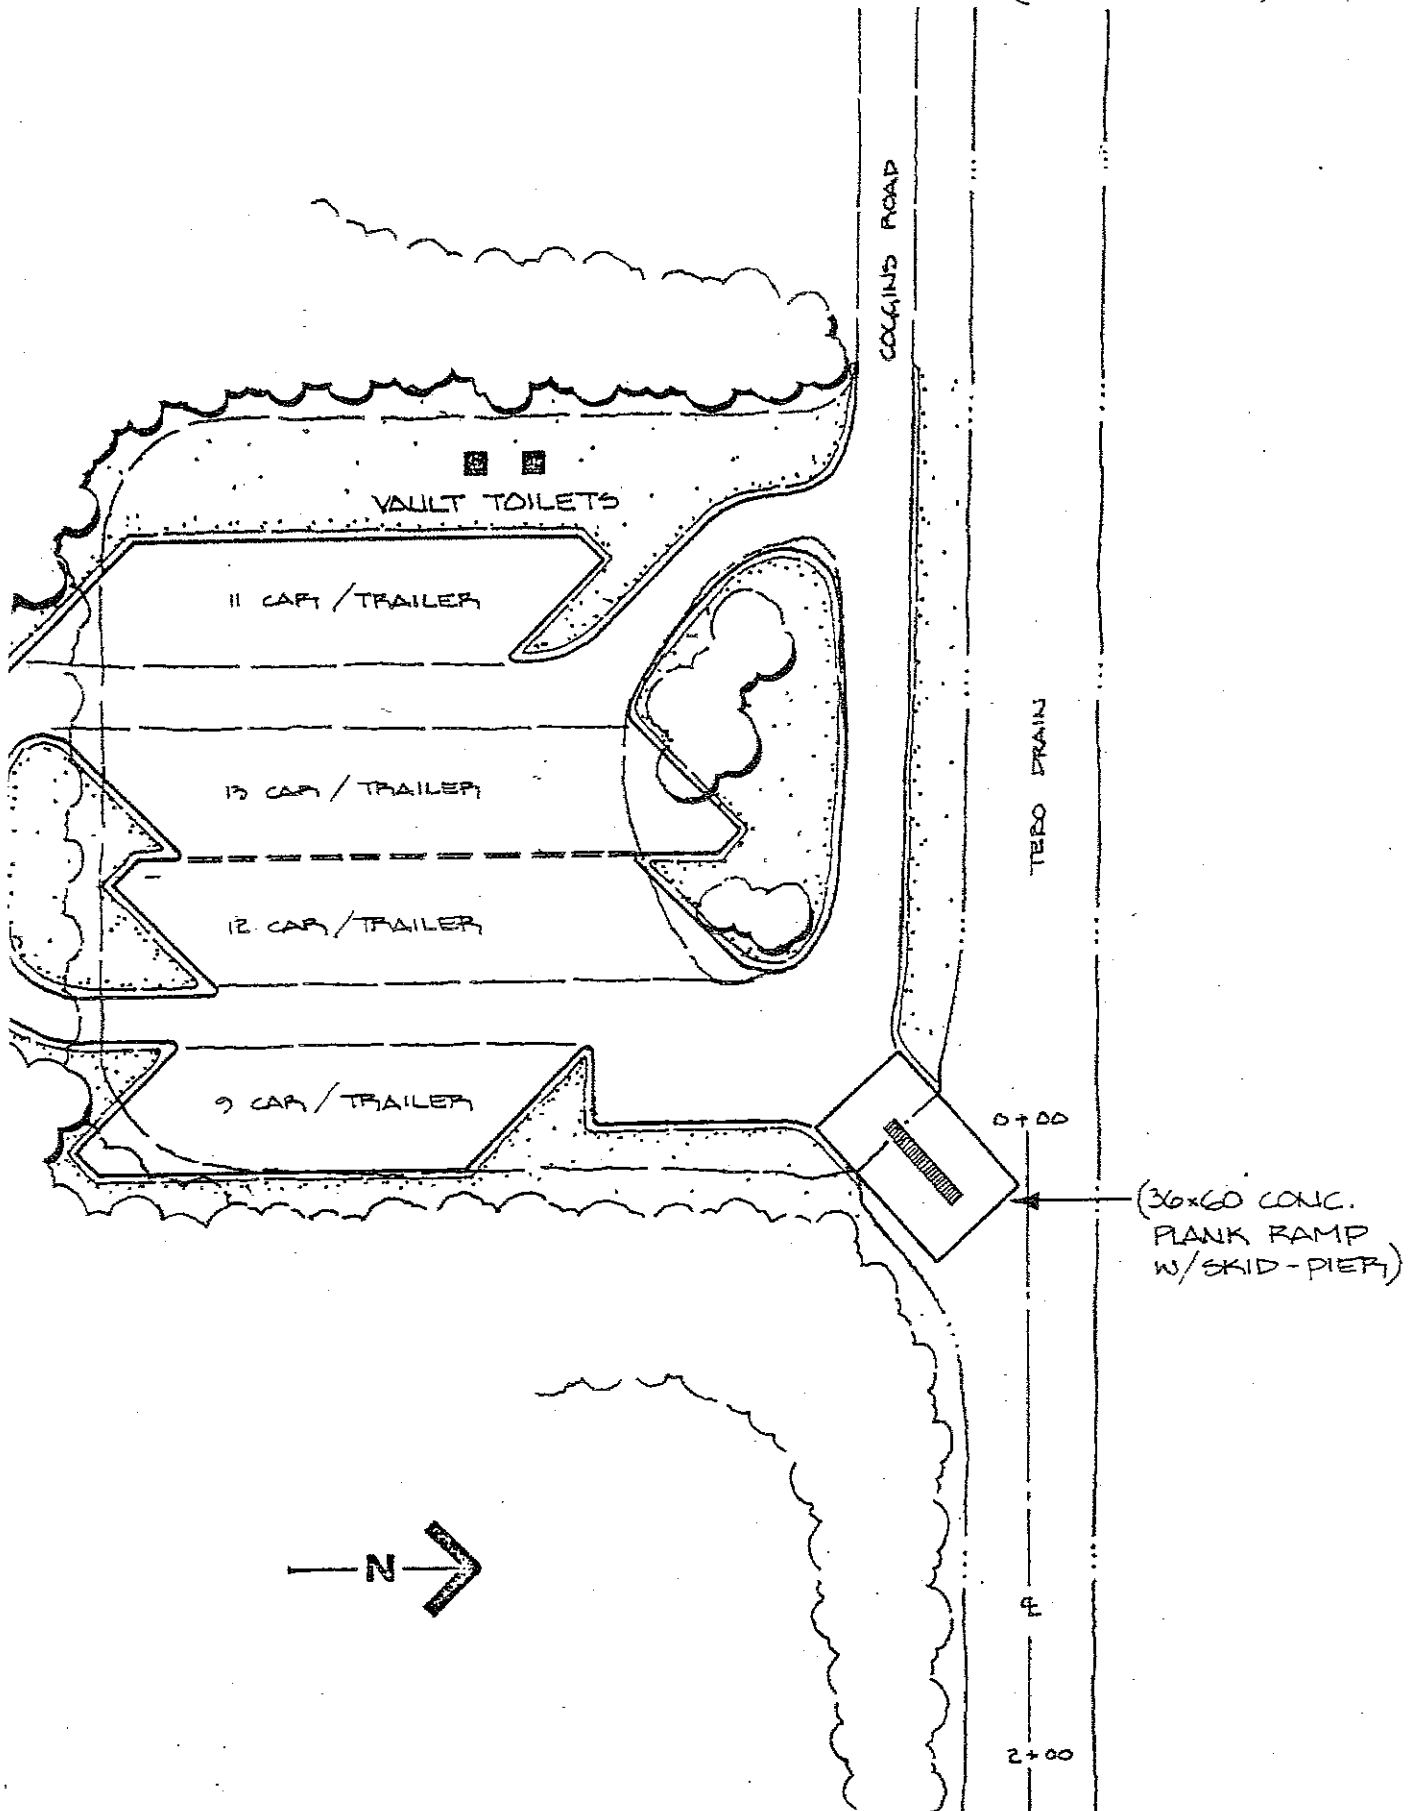 COGGINS ROAD
VAULT TOILETS
11 CAR/TRAILER
13 CAR/TRAILER
TEBO DRAIN
12 CAR/TRAILER
9 CAR/TRAILER
0+00
(36x60 CONC.
PLANK RAMP
W/SKID-PIER)
N
℄
2+00